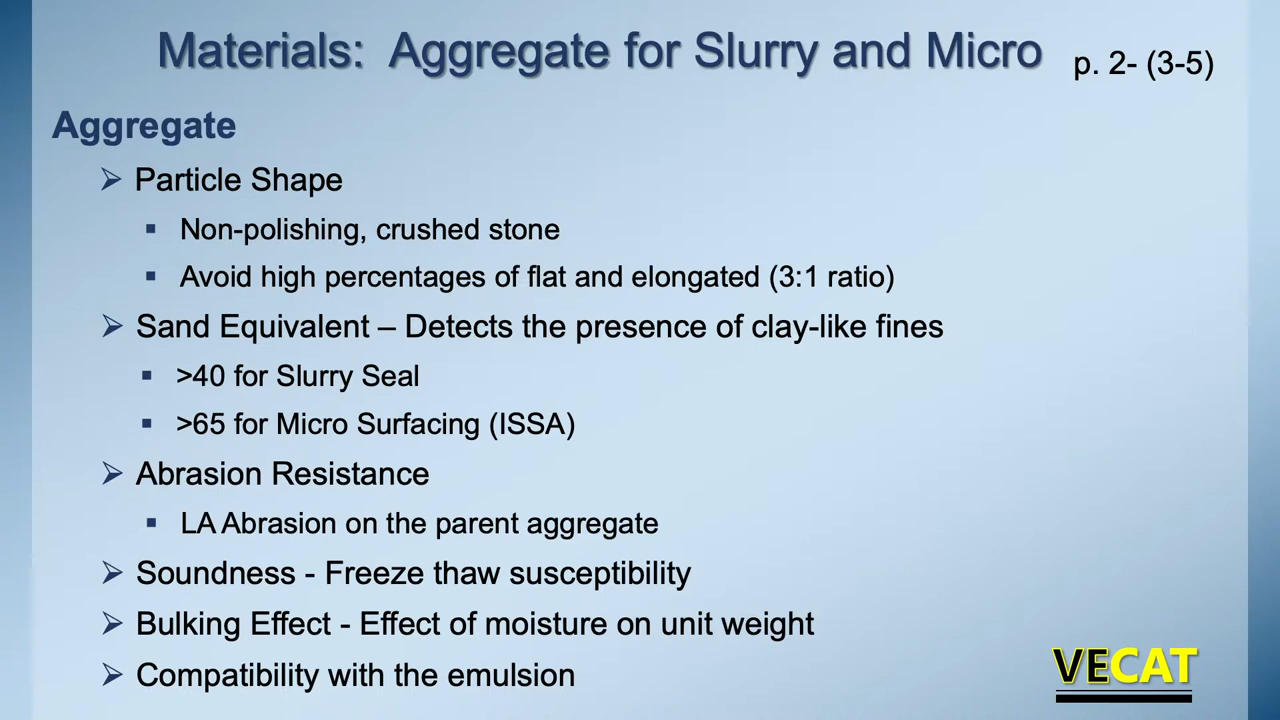 Materials:  Aggregate for Slurry and Micro
p. 2- (3-5)
Aggregate
Particle Shape
Non-polishing, crushed stone
Avoid high percentages of flat and elongated (3:1 ratio)
Sand Equivalent – Detects the presence of clay-like fines
>40 for Slurry Seal
>65 for Micro Surfacing (ISSA)
Abrasion Resistance
LA Abrasion on the parent aggregate
Soundness - Freeze thaw susceptibility
Bulking Effect - Effect of moisture on unit weight
Compatibility with the emulsion
VECAT